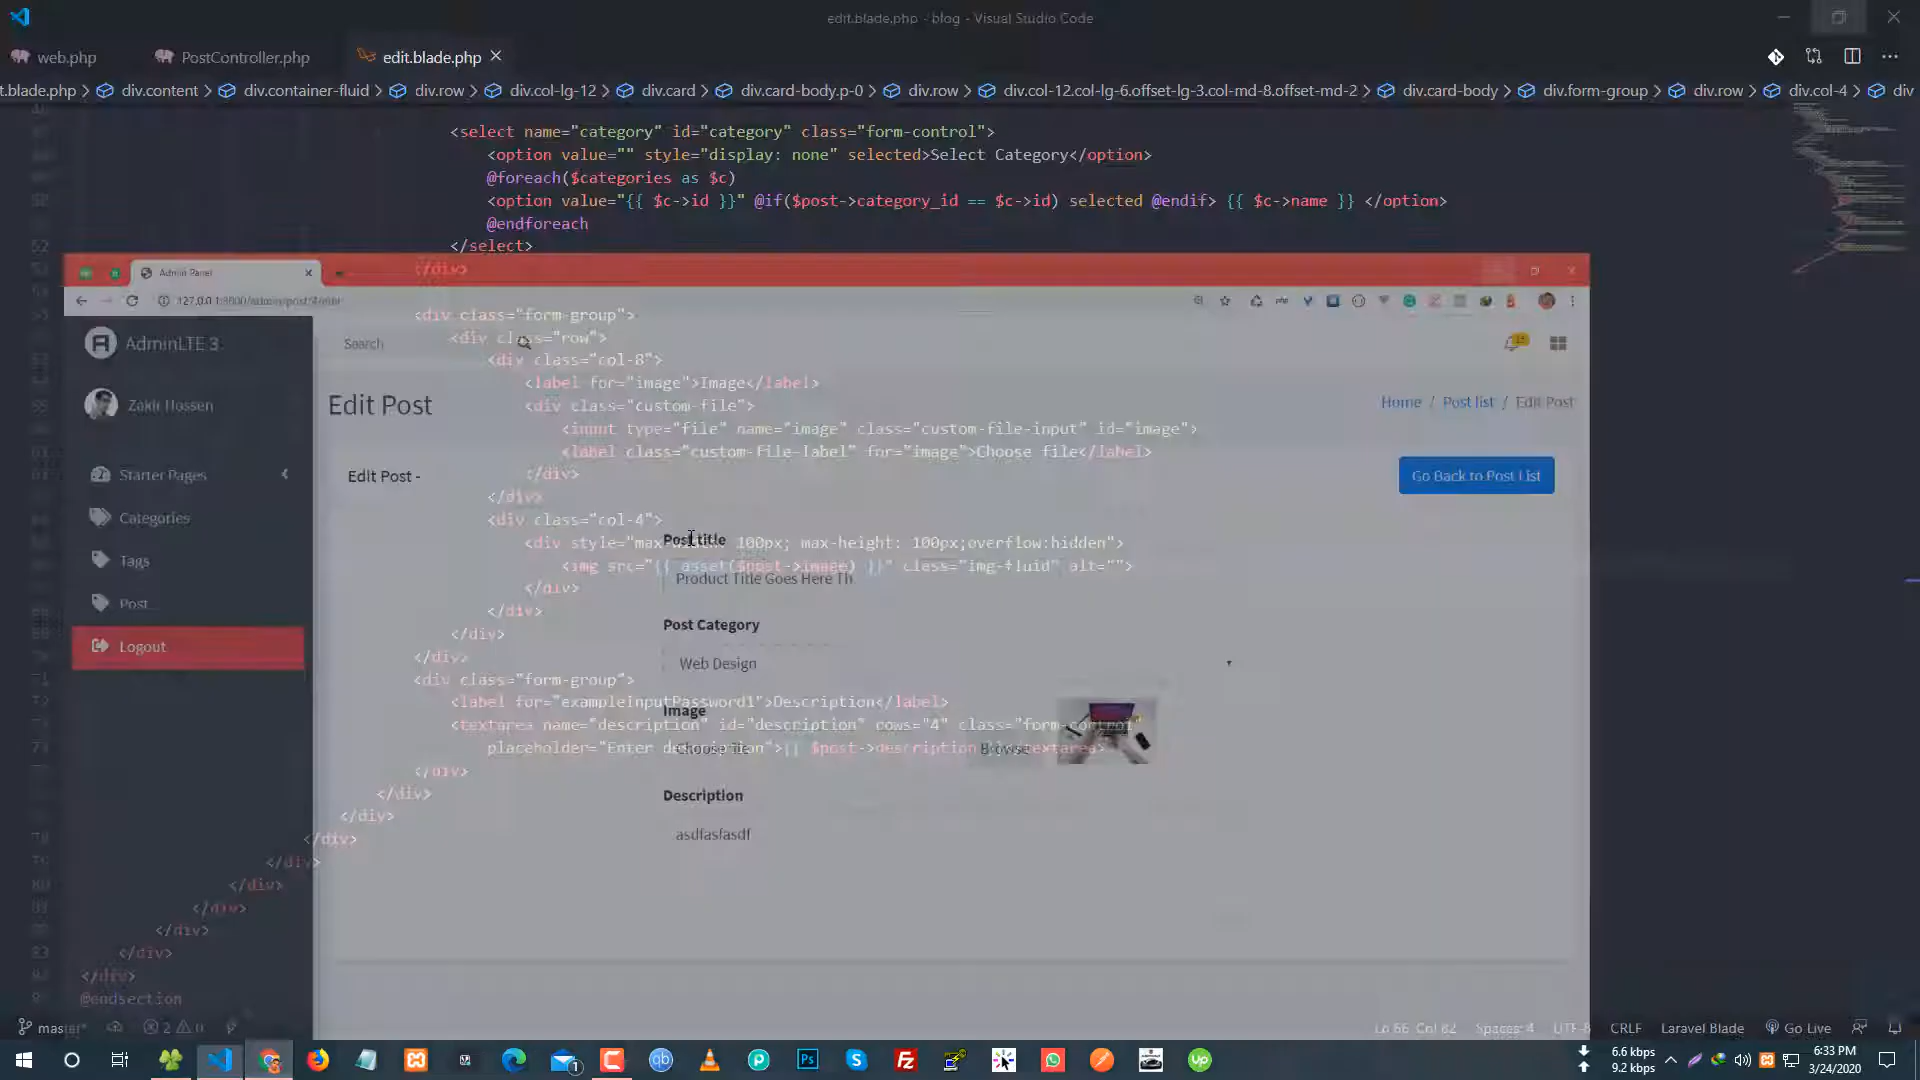 edit.blade.php - blog - Visual Studio Code
web.php
PostController.php
edit.blade.php
t.blade.php > div.content > div.container-fluid > div.row > div.col-lg-12 > div.card > div.card-body.p-0 > div.row > div.col-12.col-lg-6.offset-lg-3.col-md-8.offset-md-2 > div.card-body > div.form-group > div.row > div.col-4 > div
<select name="category" id="category" class="form-control">
<option value="" style="display: none" selected>Select Category</option>
@foreach($categories as $c)
<option value="{{ $c->id }}" @if($post->category_id == $c->id) selected @endif> {{ $c->name }} </option>
@endforeach
52 </select>
</div>
Admin Panel
<div class="form-group">
<div class="row">
<div class="col-8">
<label for="image">Image</label>
<div class="custom-file">
<input type="file" name="image" class="custom-file-input" id="image">
<label class="custom-file-label" for="image">Choose file</label>
</div>
</div>
<div class="col-4">
<div style="max-width: 100px; max-height: 100px;overflow:hidden">
<img src="{{ asset($post->image) }}" class="img-fluid" alt="">
</div>
</div>
</div>
</div>
<div class="form-group">
<label for="exampleInputPassword1">Description</label>
<textarea name="description" id="description" rows="4" class="form-control"
placeholder="Enter description">{{ $post->description }}</textarea>
</div>
</div>
</div>
</div>
</div>
</div>
</div>
</div>
</div>
</div>
@endsection
AdminLTE 3
Search
15
Zakir Hossen
Edit Post
Home / Post list / Edit Post
Starter Pages
Edit Post -
Go Back to Post List
Categories
Tags
Post
Logout
Post title
Product Title Goes Here Th
Post Category
Web Design
Image
Choose file
Browse
Description
asdfasfasdf
master*
2
0
Ln 66, Col 82
Spaces: 4
UTF-8
CRLF
Laravel Blade
Go Live
6.6 kbps
9.2 kbps
6:33 PM
3/24/2020